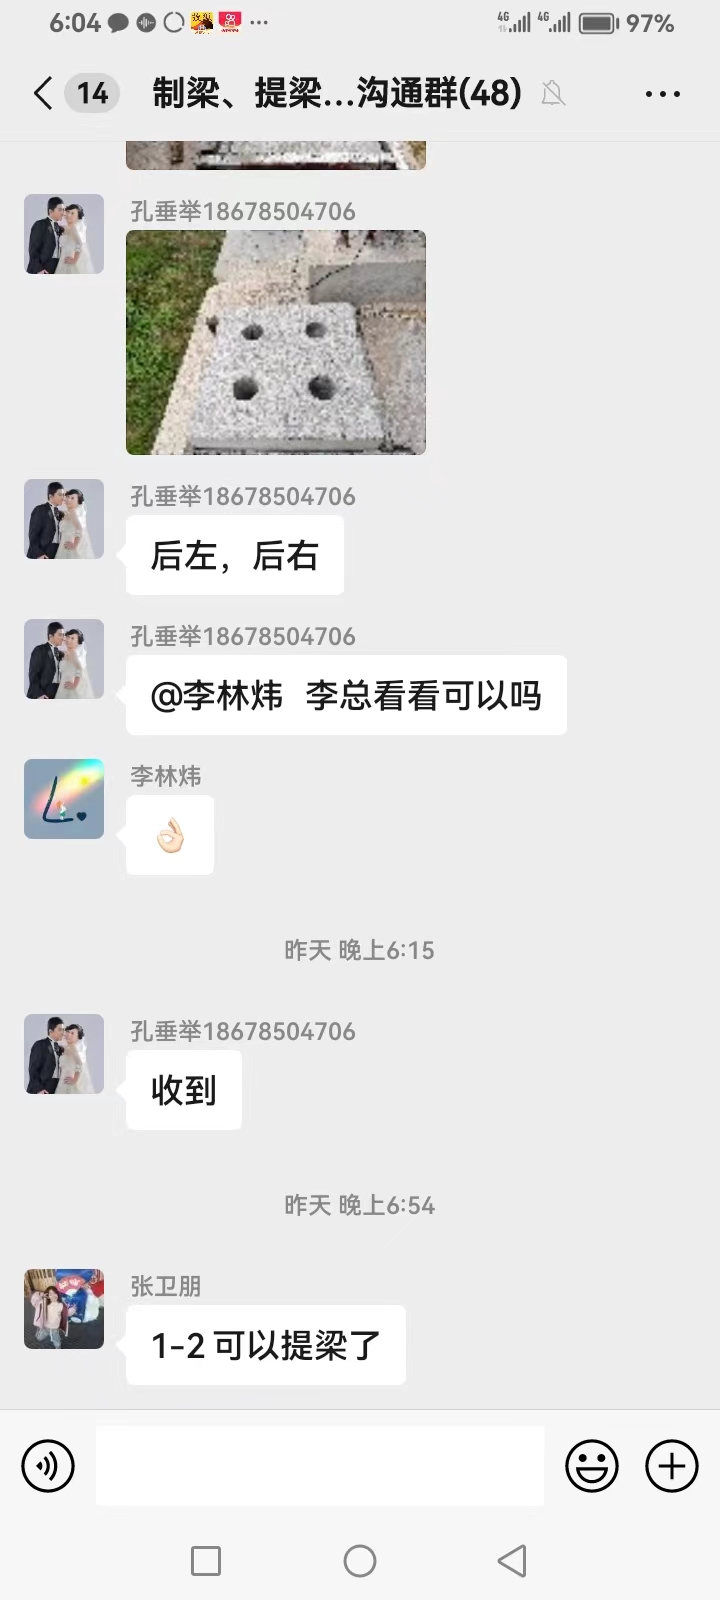 6:04
4G
4G
97%
14
制梁、提梁...沟通群(48)
孔垂举18678504706
孔垂举18678504706
后左，后右
孔垂举18678504706
@李林炜 李总看看可以吗
李林炜
昨天 晚上6:15
孔垂举18678504706
收到
昨天 晚上6:54
张卫朋
1-2 可以提梁了